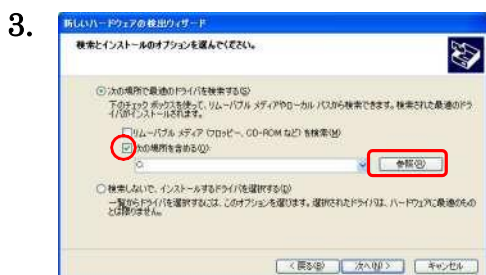 3.
新しいハードウェアの検出ウィザード
検索とインストールのオプションを選んでください。
次の場所で最適のドライバを検索する(S)
下のチェック ボックスを使って、リムーバブル メディアやローカル パスから検索できます。検索された最適のドラ
イバがインストールされます。
リムーバブル メディア (フロッピー、CD-ROM など) を検索(M)
次の場所を含める(O):
参照(R)
検索しないで、インストールするドライバを選択する(D)
一覧からドライバを選択するには、このオプションを選びます。選択されたドライバは、ハードウェアに最適のもの
とは限りません。
< 戻る(B) 次へ(N) > キャンセル